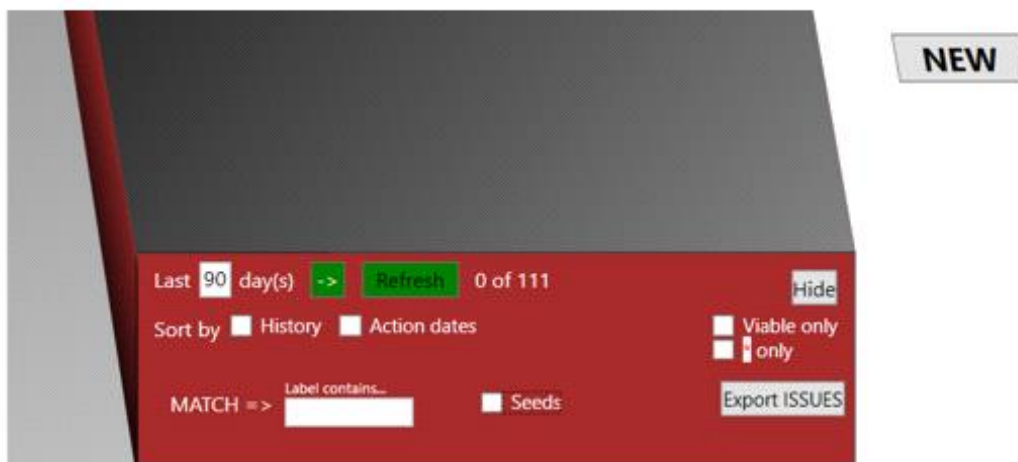 NEW
Last 90 day(s) -> Refresh 0 of 111
Hide
Sort by History Action dates
Viable only
* only
Label contains...
MATCH => Seeds
Export ISSUES